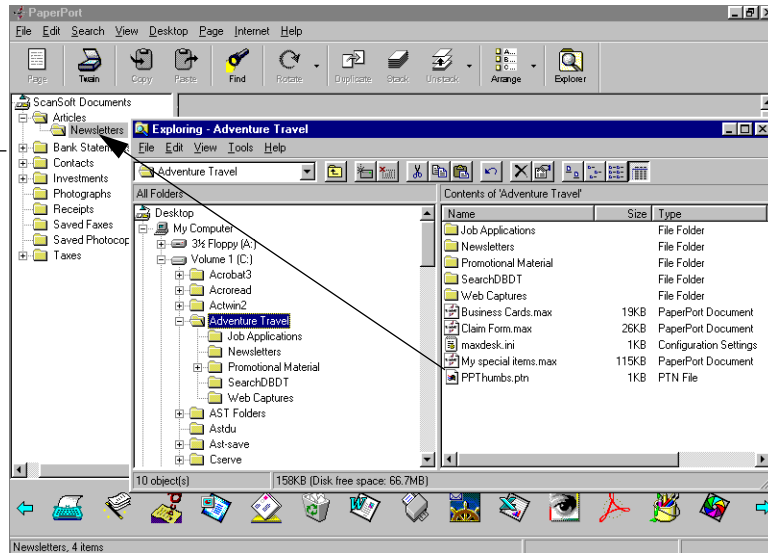 PaperPort
File Edit Search View Desktop Page Internet Help
Page Twain Copy Paste Find Rotate Duplicate Stack Unstack Arrange Explorer
ScanSoft Documents
Articles
Newsletters
Bank Statemen
Contacts
Investments
Photographs
Receipts
Saved Faxes
Saved Photocop
Taxes
Exploring - Adventure Travel
File Edit View Tools Help
Adventure Travel
All Folders
Contents of 'Adventure Travel'
Desktop
My Computer
3½ Floppy (A:)
Volume 1 (C:)
Acrobat3
Acroread
Actwin2
Adventure Travel
Job Applications
Newsletters
Promotional Material
SearchDBDT
Web Captures
AST Folders
Astdu
Ast-save
Cserve
Name Size Type
Job Applications File Folder
Newsletters File Folder
Promotional Material File Folder
SearchDBDT File Folder
Web Captures File Folder
Business Cards.max 19KB PaperPort Document
Claim Form.max 26KB PaperPort Document
maxdesk.ini 1KB Configuration Settings
My special items.max 115KB PaperPort Document
PPThumbs.ptn 1KB PTN File
10 object(s) 158KB (Disk free space: 66.7MB)
Newsletters, 4 items